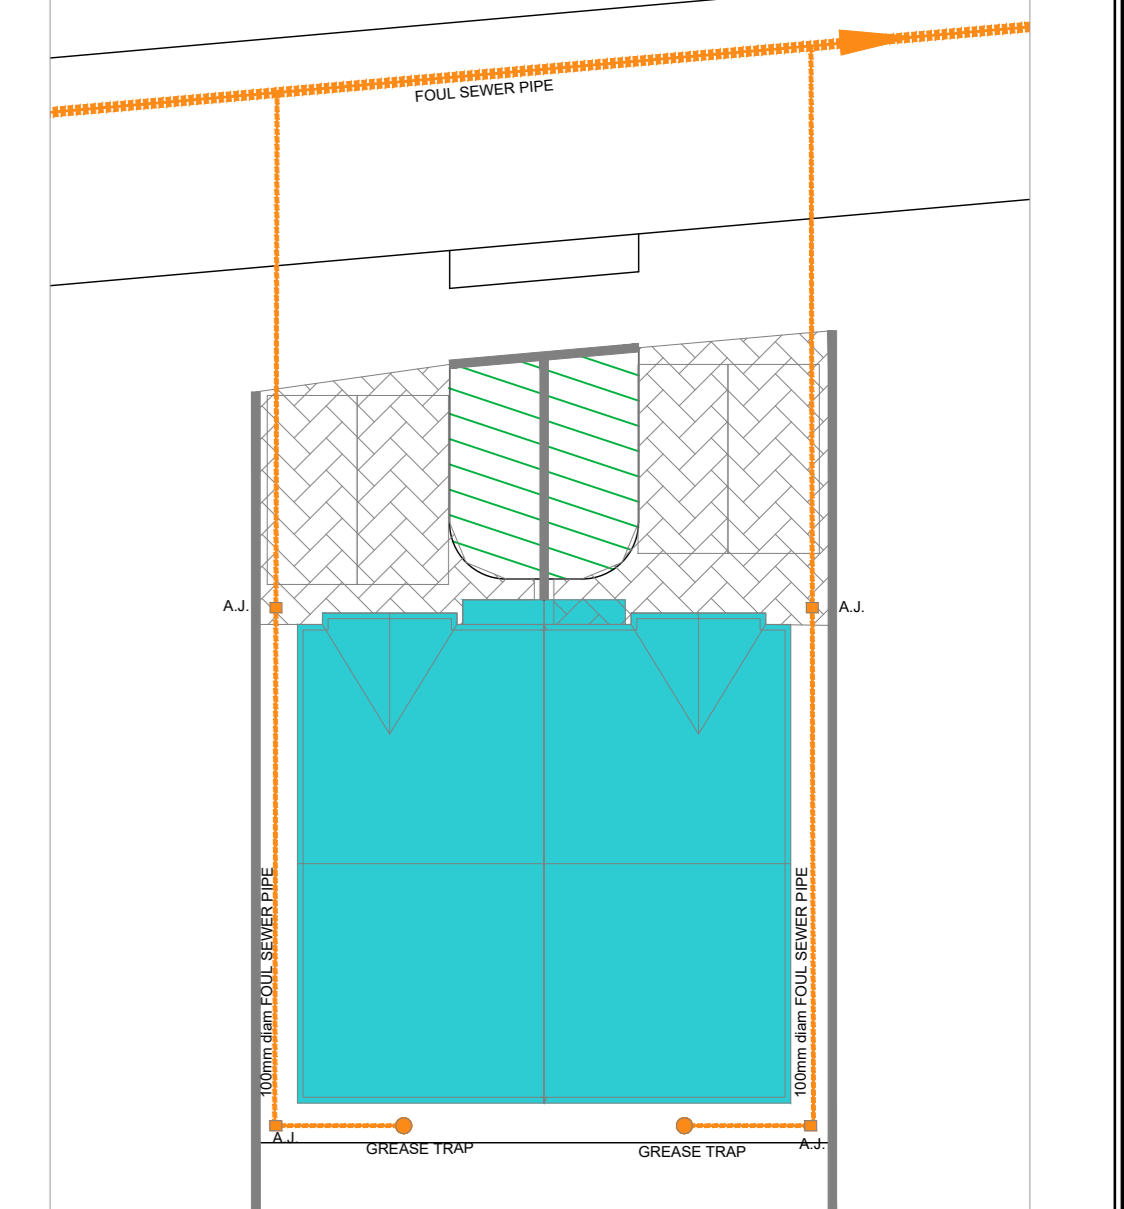 FOUL SEWER PIPE
A.J.
A.J.
100mm diam FOUL SEWER PIPE
100mm diam FOUL SEWER PIPE
A.J.
GREASE TRAP
GREASE TRAP
A.J.